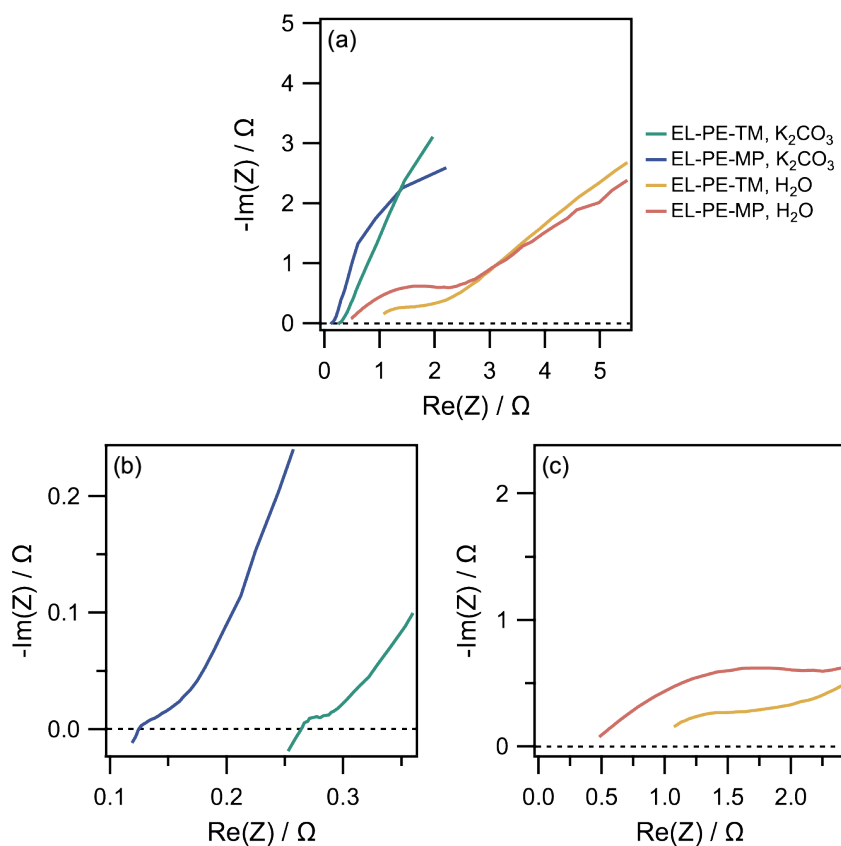 (a)
5
4
3
2
1
0
-Im(Z) / Ω
0 1 2 3 4 5
Re(Z) / Ω
EL-PE-TM, K₂CO₃
EL-PE-MP, K₂CO₃
EL-PE-TM, H₂O
EL-PE-MP, H₂O
(b)
0.2
0.1
0.0
-Im(Z) / Ω
0.1 0.2 0.3
Re(Z) / Ω
(c)
2
1
0
-Im(Z) / Ω
0.0 0.5 1.0 1.5 2.0
Re(Z) / Ω